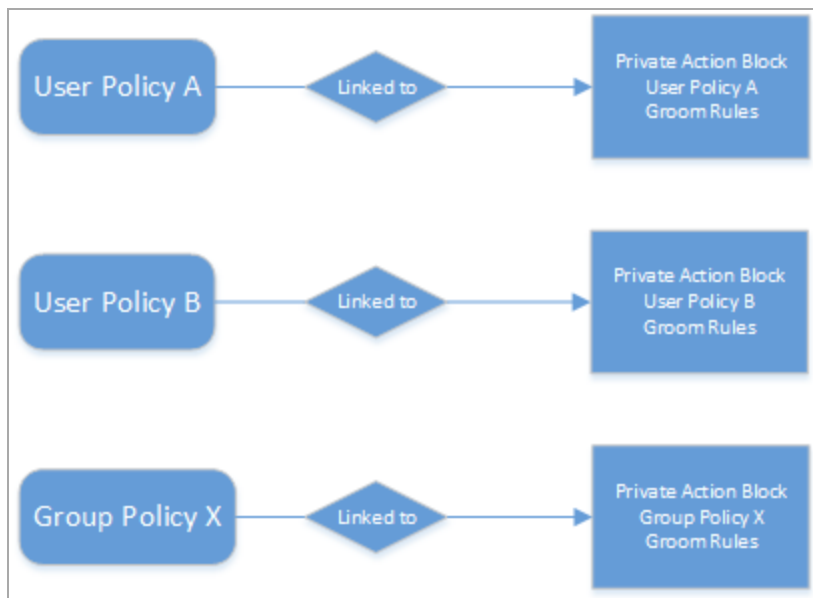 User Policy A
Linked to
Private Action Block
User Policy A
Groom Rules
User Policy B
Linked to
Private Action Block
User Policy B
Groom Rules
Group Policy X
Linked to
Private Action Block
Group Policy X
Groom Rules